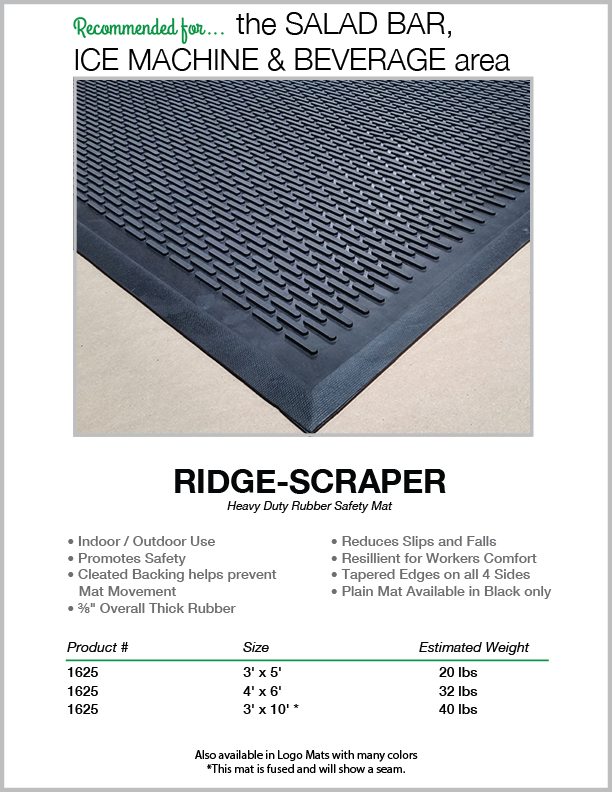 Recommended for... the SALAD BAR,
ICE MACHINE & BEVERAGE area
RIDGE-SCRAPER
Heavy Duty Rubber Safety Mat
• Indoor / Outdoor Use
• Promotes Safety
• Cleated Backing helps prevent
Mat Movement
• ⅜" Overall Thick Rubber
• Reduces Slips and Falls
• Resillient for Workers Comfort
• Tapered Edges on all 4 Sides
• Plain Mat Available in Black only
Product # Size Estimated Weight
1625 3' x 5' 20 lbs
1625 4' x 6' 32 lbs
1625 3' x 10' * 40 lbs
Also available in Logo Mats with many colors
*This mat is fused and will show a seam.